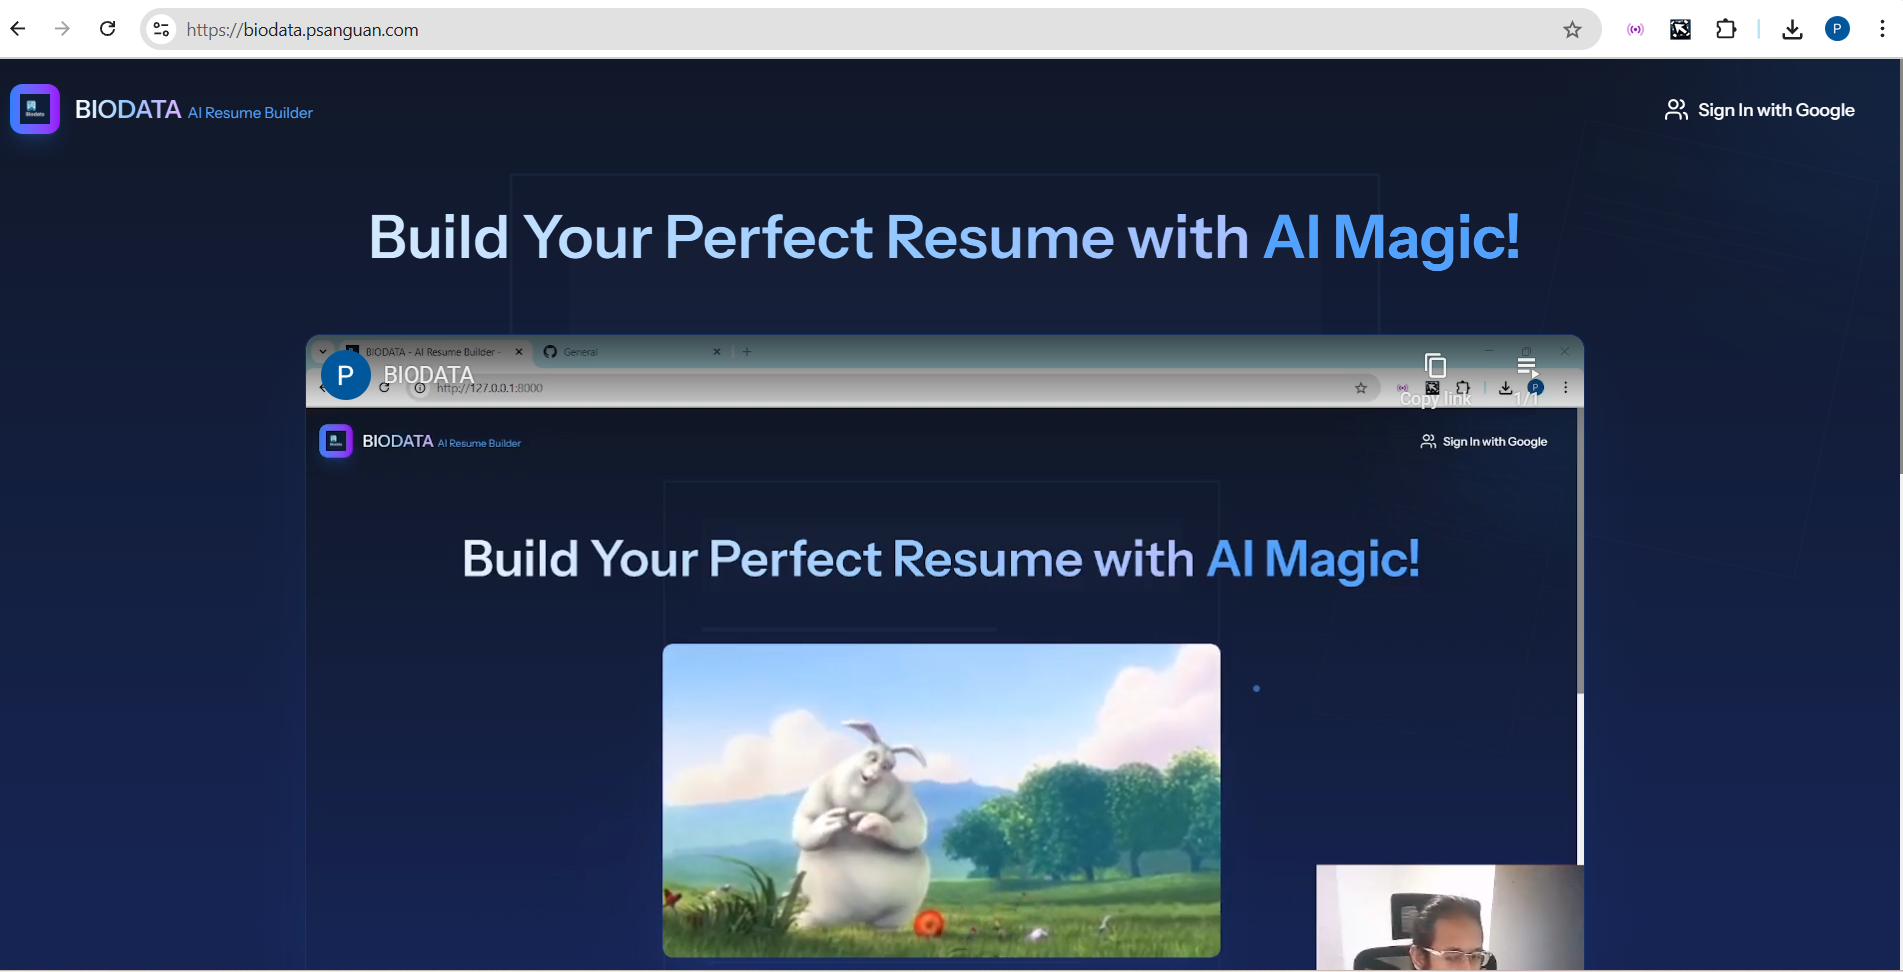 https://biodata.psanguan.com
P
BIODATA AI Resume Builder
Sign In with Google
Build Your Perfect Resume with AI Magic!
BIODATA - AI Resume Builder -
General
P
BIODATA
http://127.0.0.1:8000
Copy link
1/1
P
BIODATA AI Resume Builder
Sign In with Google
Build Your Perfect Resume with AI Magic!